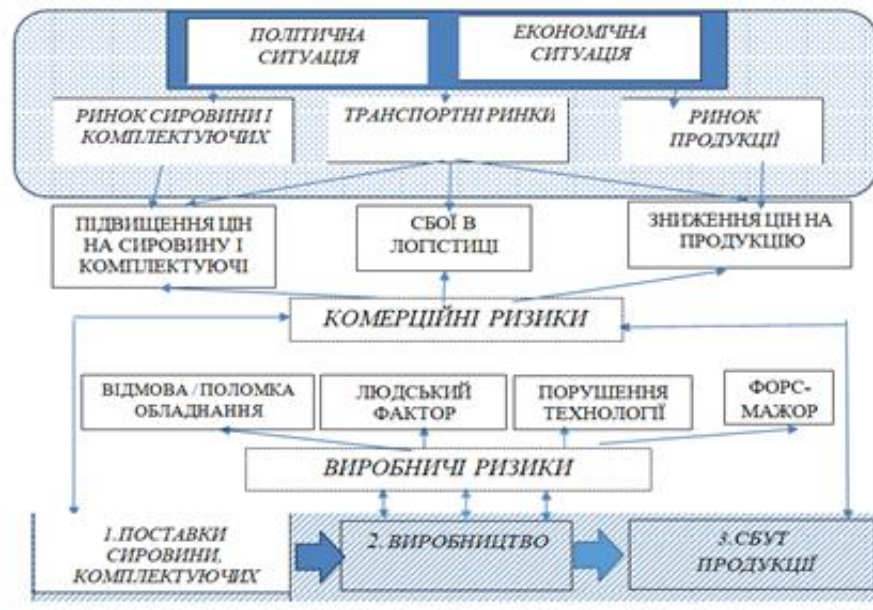 ПОЛІТИЧНА
СИТУАЦІЯ
ЕКОНОМІЧНА
СИТУАЦІЯ
РИНОК СИРОВИНИ І
КОМПЛЕКТУЮЧИХ
ТРАНСПОРТНІ РИНКИ
РИНОК
ПРОДУКЦІЇ
ПІДВИЩЕННЯ ЦІН
НА СИРОВИНУ І
КОМПЛЕКТУЮЧІ
СБОЇ В
ЛОГІСТИЦІ
ЗНИЖЕННЯ ЦІН НА
ПРОДУКЦІЮ
КОМЕРЦІЙНІ РИЗИКИ
ВІДМОВА / ПОЛОМКА
ОБЛАДНАННЯ
ЛЮДСЬКИЙ
ФАКТОР
ПОРУШЕННЯ
ТЕХНОЛОГІЇ
ФОРС-
МАЖОР
ВИРОБНИЧІ РИЗИКИ
1.ПОСТАВКИ
СИРОВИНИ,
КОМПЛЕКТУЮЧИХ
2. ВИРОБНИЦТВО
3.СБУТ
ПРОДУКЦІЇ